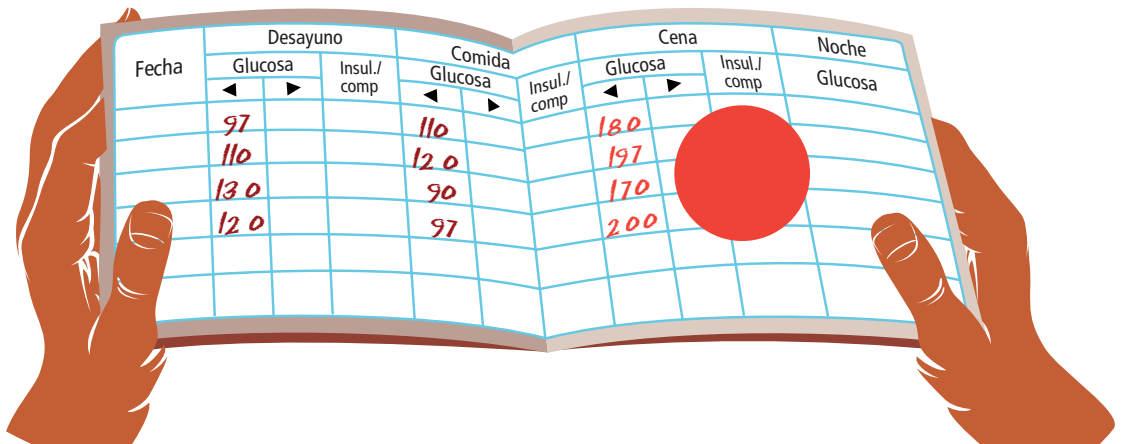 Desayuno Comida Cena Noche
Fecha Glucosa Insul./ comp Glucosa Insul./ comp Glucosa Insul./ comp Glucosa
◄ ► ◄ ► ◄ ►
97 110 180
110 120 197
130 90 170
120 97 200